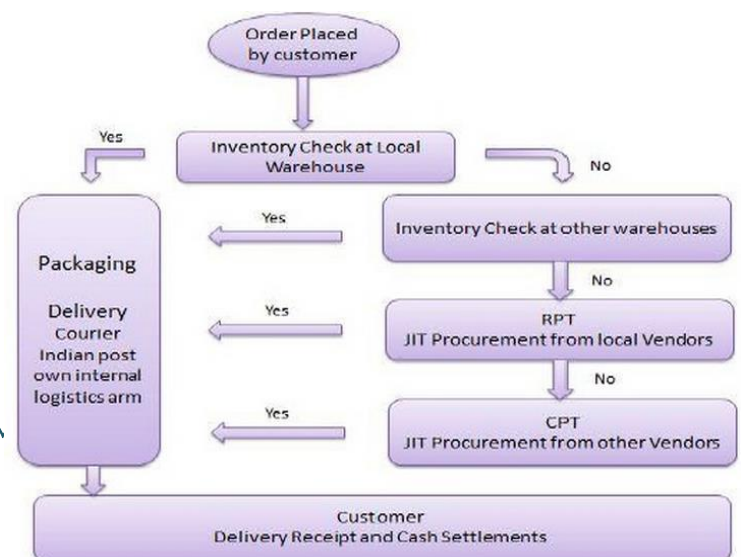 Order Placed
by customer
Yes
Inventory Check at Local
Warehouse
No
Yes
Inventory Check at other warehouses
Packaging
Delivery
Courier
Indian post
own internal
logistics arm
No
Yes
RPT
JIT Procurement from local Vendors
No
Yes
CPT
JIT Procurement from other Vendors
Customer
Delivery Receipt and Cash Settlements